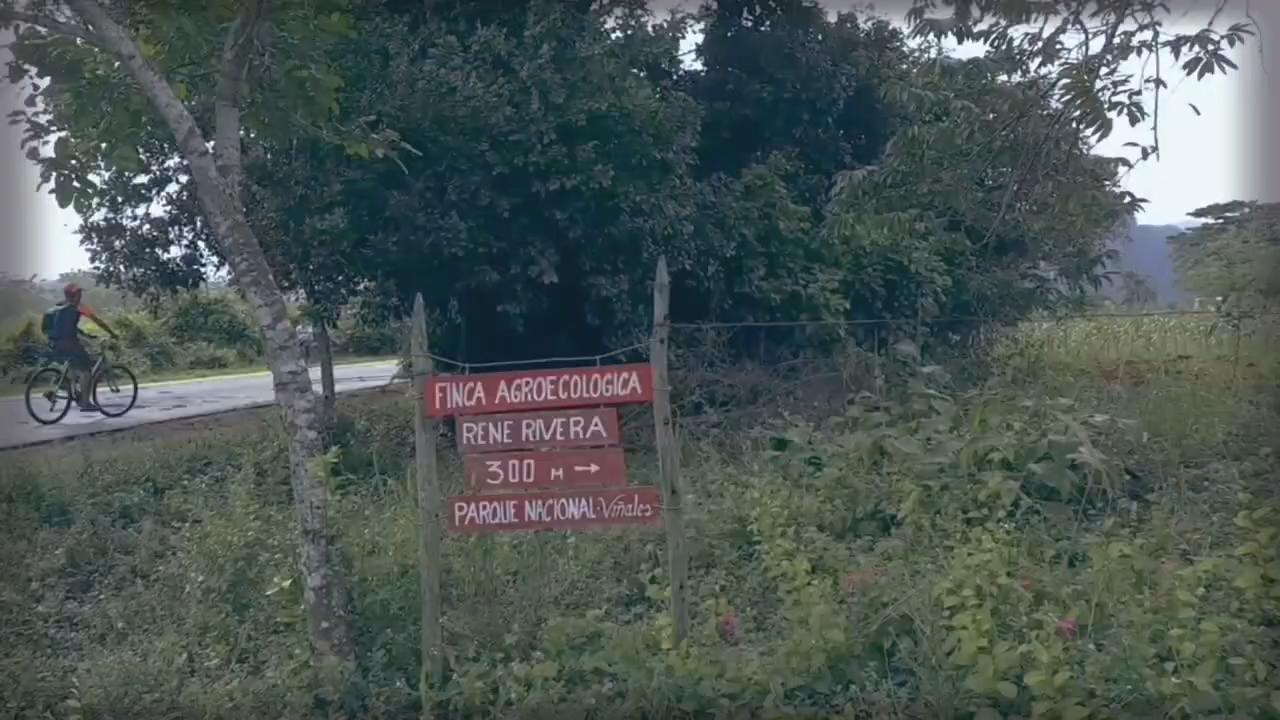 FINCA AGROECOLOGICA
RENE RIVERA
300 M →
PARQUE NACIONAL·Viñales